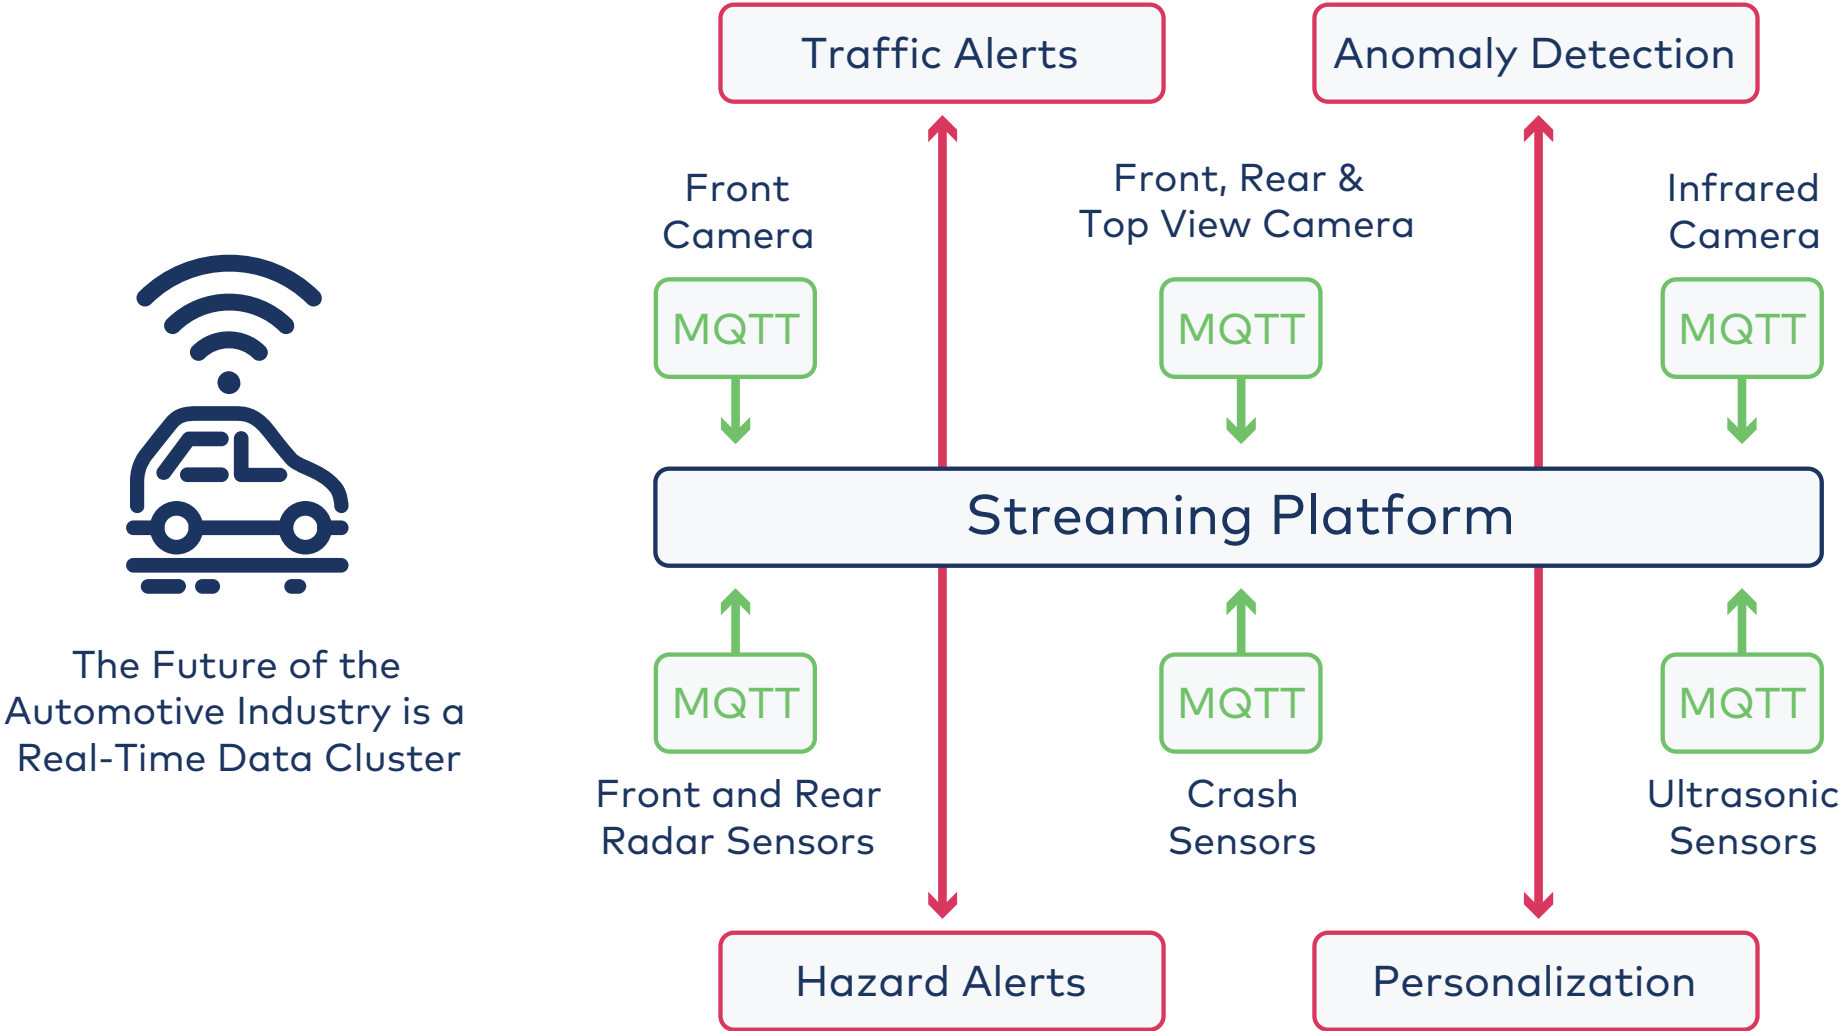 Traffic Alerts
Anomaly Detection
Front
Camera
Front, Rear &
Top View Camera
Infrared
Camera
MQTT
MQTT
MQTT
Streaming Platform
The Future of the
Automotive Industry is a
Real-Time Data Cluster
MQTT
MQTT
MQTT
Front and Rear
Radar Sensors
Crash
Sensors
Ultrasonic
Sensors
Hazard Alerts
Personalization